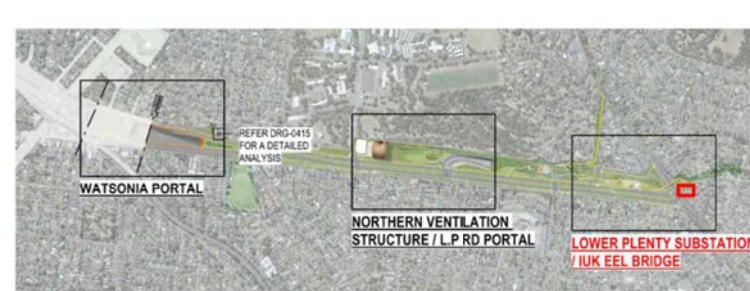 REFER DRG-0415
FOR A DETAILED
ANALYSIS
WATSONIA PORTAL
NORTHERN VENTILATION
STRUCTURE / L.P RD PORTAL
LOWER PLENTY SUBSTATION
/ IUK EEL BRIDGE